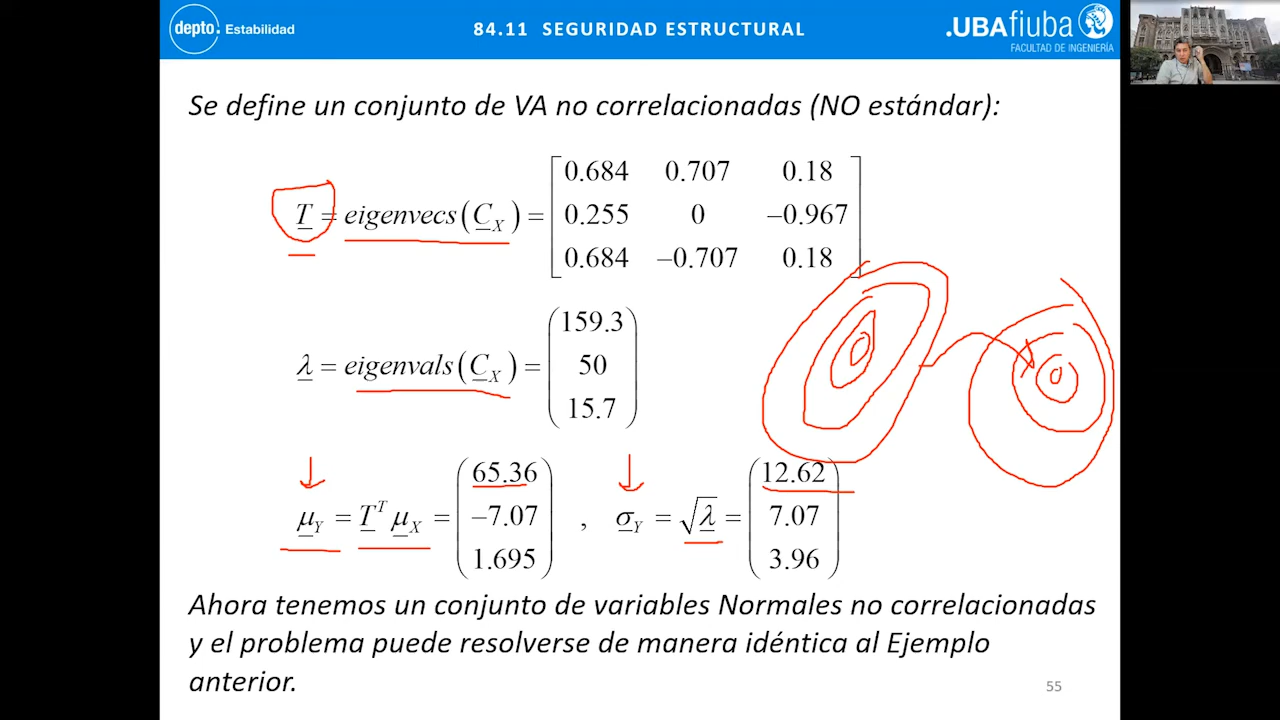 depto. Estabilidad
84.11 SEGURIDAD ESTRUCTURAL
.UBAfiuba
FACULTAD DE INGENIERÍA
Se define un conjunto de VA no correlacionadas (NO estándar):
T = eigenvecs(C_X) =
0.684 0.707 0.18
0.255 0 –0.967
0.684 –0.707 0.18
λ = eigenvals(C_X) =
159.3
50
15.7
μ_Y = T^T μ_X =
65.36
–7.07
1.695
, σ_Y = √λ =
12.62
7.07
3.96
Ahora tenemos un conjunto de variables Normales no correlacionadas
y el problema puede resolverse de manera idéntica al Ejemplo
anterior.
55